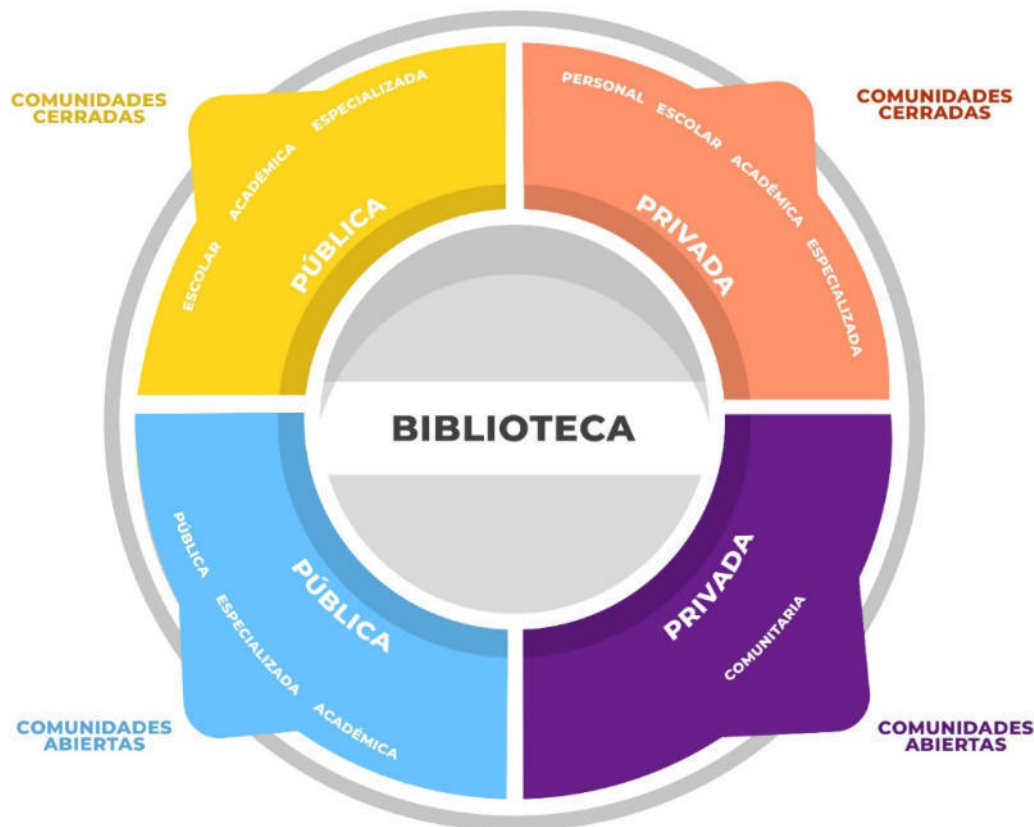 COMUNIDADES
CERRADAS
ESCOLAR ACADÉMICA ESPECIALIZADA
PÚBLICA
COMUNIDADES
CERRADAS
PERSONAL ESCOLAR ACADÉMICA ESPECIALIZADA
PRIVADA
BIBLIOTECA
PÚBLICA
PÚBLICA ESPECIALIZADA ACADÉMICA
COMUNIDADES
ABIERTAS
PRIVADA
COMUNITARIA
COMUNIDADES
ABIERTAS